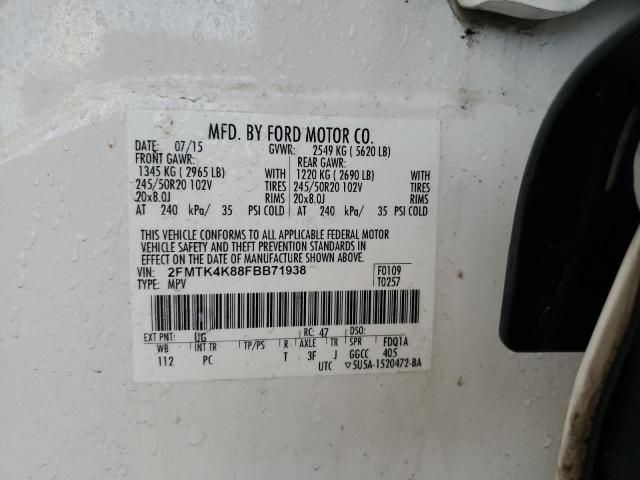 MFD. BY FORD MOTOR CO.
DATE: 07/15 GVWR: 2549 KG ( 5620 LB)
FRONT GAWR: REAR GAWR:
1345 KG ( 2965 LB) WITH 1220 KG ( 2690 LB) WITH
245/50R20 102V TIRES 245/50R20 102V TIRES
20x8.0J RIMS 20x8.0J RIMS
AT 240 kPa/ 35 PSI COLD AT 240 kPa/ 35 PSI COLD
THIS VEHICLE CONFORMS TO ALL APPLICABLE FEDERAL MOTOR
VEHICLE SAFETY AND THEFT PREVENTION STANDARDS IN
EFFECT ON THE DATE OF MANUFACTURE SHOWN ABOVE.
VIN: 2FMTK4K88FBB71938 F0109
TYPE: MPV T0257
EXT PNT: UG RC: 47 DSO:
WB INT TR TP/PS R AXLE TR SPR FDQ1A
112 PC T 3F J GGCC 405
UTC ▽5U5A-1520472-BA